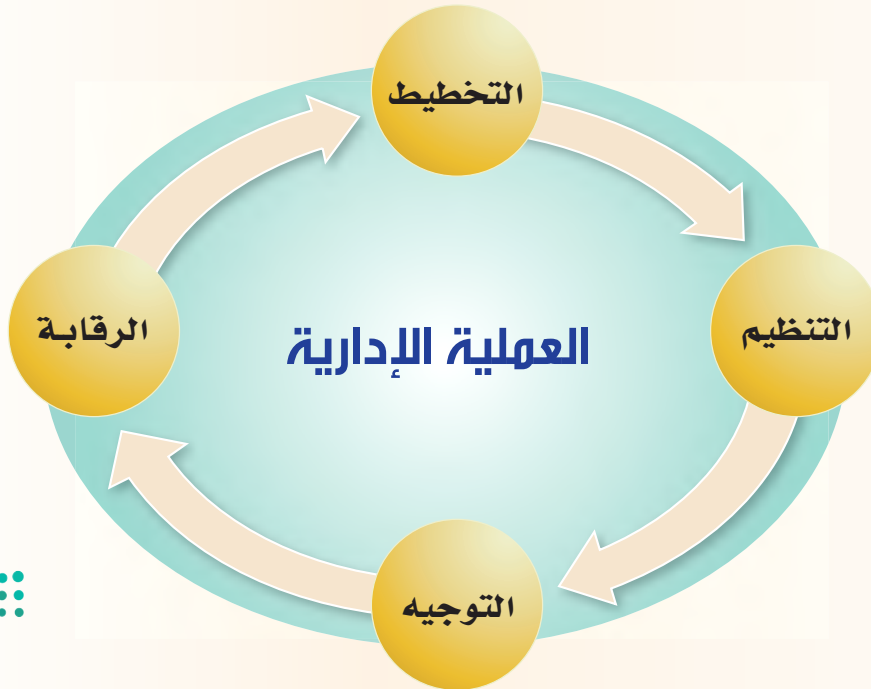 التخطيط
التنظيم
العملية الإدارية
الرقابة
التوجيه